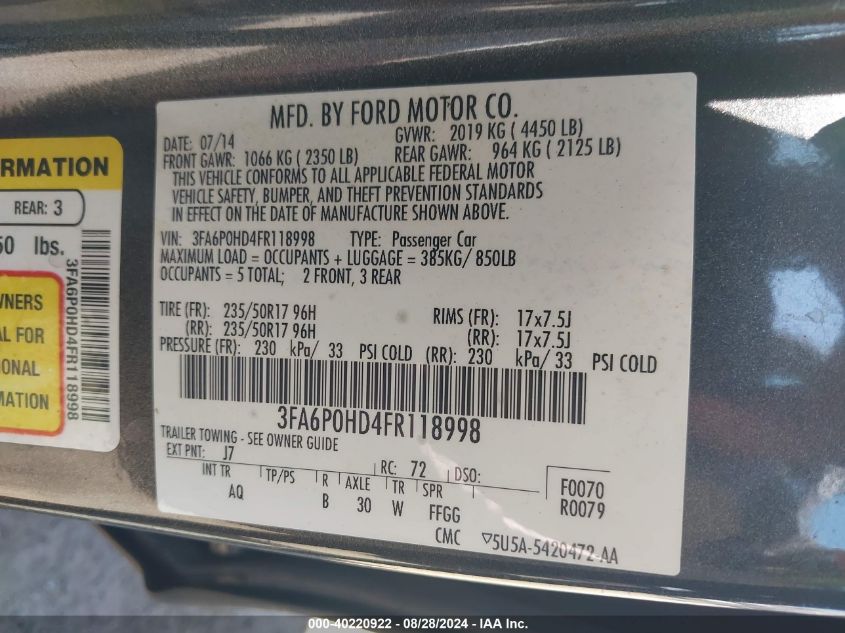 MFD. BY FORD MOTOR CO.
DATE: 07/14 GVWR: 2019 KG ( 4450 LB)
FRONT GAWR: 1066 KG ( 2350 LB) REAR GAWR: 964 KG ( 2125 LB)
THIS VEHICLE CONFORMS TO ALL APPLICABLE FEDERAL MOTOR
VEHICLE SAFETY, BUMPER, AND THEFT PREVENTION STANDARDS
IN EFFECT ON THE DATE OF MANUFACTURE SHOWN ABOVE.
VIN: 3FA6P0HD4FR118998 TYPE: Passenger Car
MAXIMUM LOAD = OCCUPANTS + LUGGAGE = 385KG/ 850LB
OCCUPANTS = 5 TOTAL; 2 FRONT, 3 REAR
TIRE (FR): 235/50R17 96H RIMS (FR): 17x7.5J
(RR): 235/50R17 96H (RR): 17x7.5J
PRESSURE (FR): 230 kPa/ 33 PSI COLD (RR): 230 kPa/ 33 PSI COLD
3FA6P0HD4FR118998
TRAILER TOWING - SEE OWNER GUIDE
EXT PNT: J7 RC: 72 DSO:
INT TR TP/PS R AXLE TR SPR F0070
AQ B 30 W FFGG R0079
CMC ▽5U5A-5420472-AA
RMATION
REAR: 3
50 lbs.
WNERS
AL FOR
IONAL
MATION
3FA6P0HD4FR118998
000-40220922 - 08/28/2024 - IAA Inc.